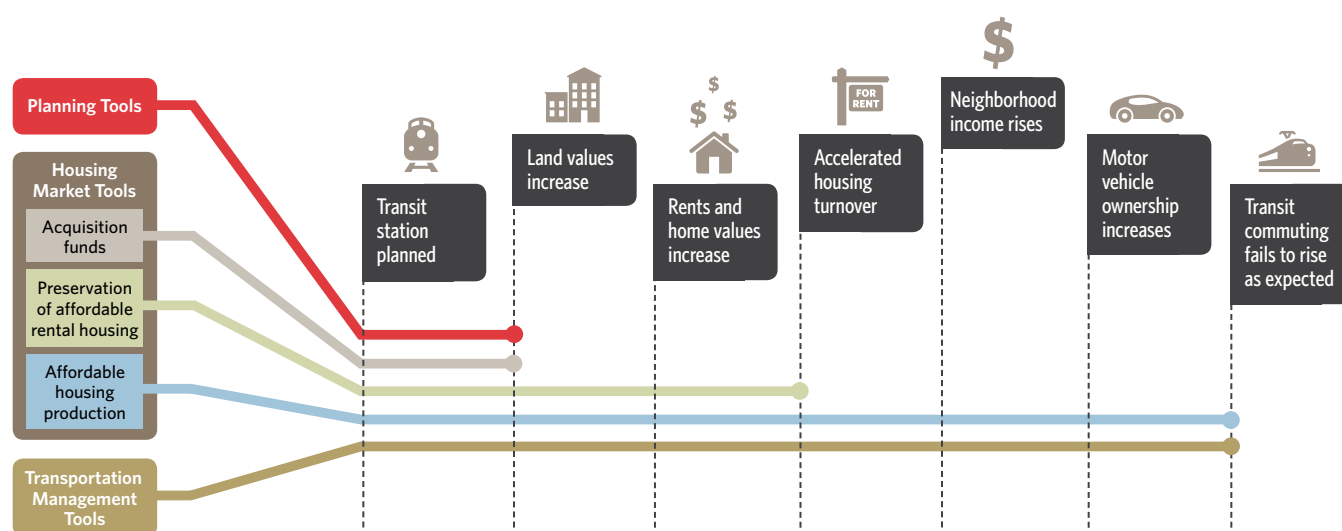 Planning Tools
Housing
Market Tools
Acquisition
funds
Preservation
of affordable
rental housing
Affordable
housing
production
Transportation
Management
Tools
Transit
station
planned
Land values
increase
$
$ $
Rents and
home values
increase
FOR
RENT
Accelerated
housing
turnover
$
Neighborhood
income rises
Motor
vehicle
ownership
increases
Transit
commuting
fails to rise
as expected